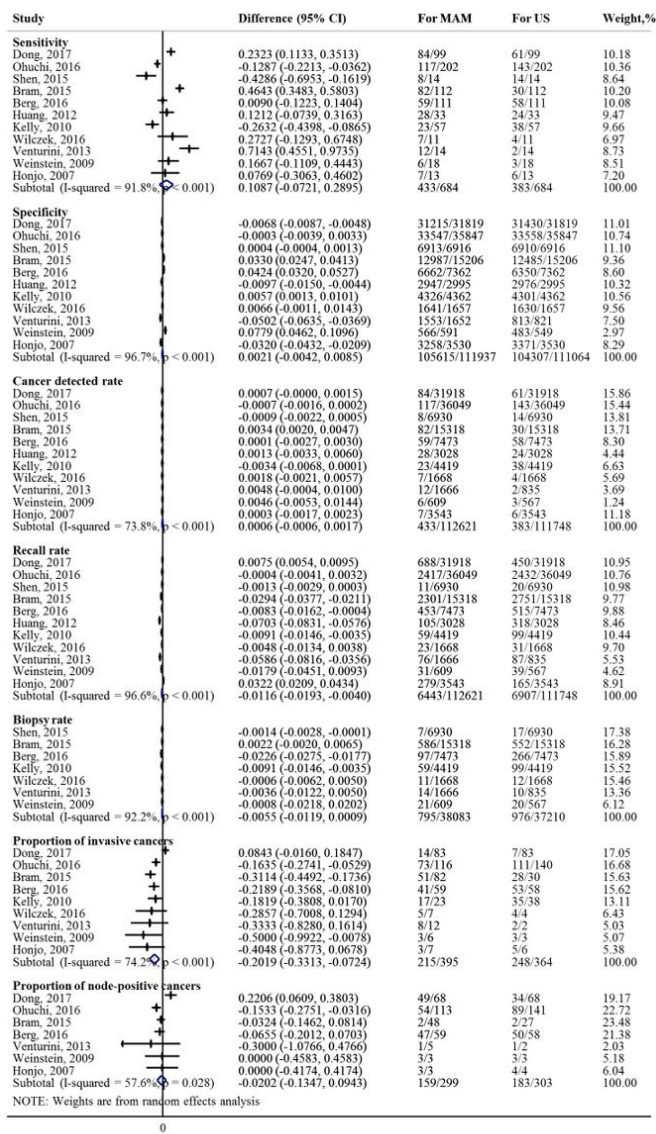 Study Difference (95% CI) For MAM For US Weight,%
Sensitivity
Dong, 2017 0.2323 (0.1133, 0.3513) 84/99 61/99 10.18
Ohuchi, 2016 -0.1287 (-0.2213, -0.0362) 117/202 143/202 10.36
Shen, 2015 -0.4286 (-0.6953, -0.1619) 8/14 14/14 8.64
Bram, 2015 0.4643 (0.3483, 0.5803) 82/112 30/112 10.20
Berg, 2016 0.0090 (-0.1223, 0.1404) 59/111 58/111 10.08
Huang, 2012 0.1212 (-0.0739, 0.3163) 28/33 24/33 9.47
Kelly, 2010 -0.2632 (-0.4398, -0.0865) 23/57 38/57 9.66
Wilczek, 2016 0.2727 (-0.1293, 0.6748) 7/11 4/11 6.97
Venturini, 2013 0.7143 (0.4551, 0.9735) 12/14 2/14 8.73
Weinstein, 2009 0.1667 (-0.1109, 0.4443) 6/18 3/18 8.51
Honjo, 2007 0.0769 (-0.3063, 0.4602) 7/13 6/13 7.20
Subtotal (I-squared = 91.8%, p < 0.001) 0.1087 (-0.0721, 0.2895) 433/684 383/684 100.00
Specificity
Dong, 2017 -0.0068 (-0.0087, -0.0048) 31215/31819 31430/31819 11.01
Ohuchi, 2016 -0.0003 (-0.0039, 0.0033) 33547/35847 33558/35847 10.74
Shen, 2015 0.0004 (-0.0004, 0.0013) 6913/6916 6910/6916 11.10
Bram, 2015 0.0330 (0.0247, 0.0413) 12987/15206 12485/15206 9.36
Berg, 2016 0.0424 (0.0320, 0.0527) 6662/7362 6350/7362 8.60
Huang, 2012 -0.0097 (-0.0150, -0.0044) 2947/2995 2976/2995 10.32
Kelly, 2010 0.0057 (0.0013, 0.0101) 4326/4362 4301/4362 10.56
Wilczek, 2016 0.0066 (-0.0011, 0.0143) 1641/1657 1630/1657 9.56
Venturini, 2013 -0.0502 (-0.0635, -0.0369) 1553/1652 813/821 7.50
Weinstein, 2009 0.0779 (0.0462, 0.1096) 566/591 483/549 2.97
Honjo, 2007 -0.0320 (-0.0432, -0.0209) 3258/3530 3371/3530 8.29
Subtotal (I-squared = 96.7%, p < 0.001) 0.0021 (-0.0042, 0.0085) 105615/111937 104307/111064 100.00
Cancer detected rate
Dong, 2017 0.0007 (-0.0000, 0.0015) 84/31918 61/31918 15.86
Ohuchi, 2016 -0.0007 (-0.0016, 0.0002) 117/36049 143/36049 15.44
Shen, 2015 -0.0009 (-0.0022, 0.0005) 8/6930 14/6930 13.81
Bram, 2015 0.0034 (0.0020, 0.0047) 82/15318 30/15318 13.71
Berg, 2016 0.0001 (-0.0027, 0.0030) 59/7473 58/7473 8.30
Huang, 2012 0.0013 (-0.0033, 0.0060) 28/3028 24/3028 4.44
Kelly, 2010 -0.0034 (-0.0068, 0.0001) 23/4419 38/4419 6.63
Wilczek, 2016 0.0018 (-0.0021, 0.0057) 7/1668 4/1668 5.69
Venturini, 2013 0.0048 (-0.0004, 0.0100) 12/1666 2/835 3.69
Weinstein, 2009 0.0046 (-0.0053, 0.0144) 6/609 3/567 1.24
Honjo, 2007 0.0003 (-0.0017, 0.0023) 7/3543 6/3543 11.18
Subtotal (I-squared = 73.8%, p < 0.001) 0.0006 (-0.0006, 0.0017) 433/112621 383/111748 100.00
Recall rate
Dong, 2017 0.0075 (0.0054, 0.0095) 688/31918 450/31918 10.95
Ohuchi, 2016 -0.0004 (-0.0041, 0.0032) 2417/36049 2432/36049 10.76
Shen, 2015 -0.0013 (-0.0029, 0.0003) 11/6930 20/6930 10.98
Bram, 2015 -0.0294 (-0.0377, -0.0211) 2301/15318 2751/15318 9.77
Berg, 2016 -0.0083 (-0.0162, -0.0004) 453/7473 515/7473 9.88
Huang, 2012 -0.0703 (-0.0831, -0.0576) 105/3028 318/3028 8.46
Kelly, 2010 -0.0091 (-0.0146, -0.0035) 59/4419 99/4419 10.44
Wilczek, 2016 -0.0048 (-0.0134, 0.0038) 23/1668 31/1668 9.70
Venturini, 2013 -0.0586 (-0.0816, -0.0356) 76/1666 87/835 5.53
Weinstein, 2009 -0.0179 (-0.0451, 0.0093) 31/609 39/567 4.62
Honjo, 2007 0.0322 (0.0209, 0.0434) 279/3543 165/3543 8.91
Subtotal (I-squared = 96.6%, p < 0.001) -0.0116 (-0.0193, -0.0040) 6443/112621 6907/111748 100.00
Biopsy rate
Shen, 2015 -0.0014 (-0.0028, -0.0001) 7/6930 17/6930 17.38
Bram, 2015 0.0022 (-0.0020, 0.0065) 586/15318 552/15318 16.28
Berg, 2016 -0.0226 (-0.0275, -0.0177) 97/7473 266/7473 15.89
Kelly, 2010 -0.0091 (-0.0146, -0.0035) 59/4419 99/4419 15.52
Wilczek, 2016 -0.0006 (-0.0062, 0.0050) 11/1668 12/1668 15.46
Venturini, 2013 -0.0036 (-0.0122, 0.0050) 14/1666 10/835 13.36
Weinstein, 2009 -0.0008 (-0.0218, 0.0202) 21/609 20/567 6.12
Subtotal (I-squared = 92.2%, p < 0.001) -0.0055 (-0.0119, 0.0009) 795/38083 976/37210 100.00
Proportion of invasive cancers
Dong, 2017 0.0843 (-0.0160, 0.1847) 14/83 7/83 17.05
Ohuchi, 2016 -0.1635 (-0.2741, -0.0529) 73/116 111/140 16.68
Bram, 2015 -0.3114 (-0.4492, -0.1736) 51/82 28/30 15.63
Berg, 2016 -0.2189 (-0.3568, -0.0810) 41/59 53/58 15.62
Kelly, 2010 -0.1819 (-0.3808, 0.0170) 17/23 35/38 13.11
Wilczek, 2016 -0.2857 (-0.7008, 0.1294) 5/7 4/4 6.43
Venturini, 2013 -0.3333 (-0.8280, 0.1614) 8/12 2/2 5.03
Weinstein, 2009 -0.5000 (-0.9922, -0.0078) 3/6 3/3 5.07
Honjo, 2007 -0.4048 (-0.8773, 0.0678) 3/7 5/6 5.38
Subtotal (I-squared = 74.2%, p < 0.001) -0.2019 (-0.3313, -0.0724) 215/395 248/364 100.00
Proportion of node-positive cancers
Dong, 2017 0.2206 (0.0609, 0.3803) 49/68 34/68 19.17
Ohuchi, 2016 -0.1533 (-0.2751, -0.0316) 54/113 89/141 22.72
Bram, 2015 -0.0324 (-0.1462, 0.0814) 2/48 2/27 23.48
Berg, 2016 -0.0655 (-0.2012, 0.0703) 47/59 50/58 21.38
Venturini, 2013 -0.3000 (-1.0766, 0.4766) 1/5 1/2 2.03
Weinstein, 2009 0.0000 (-0.4583, 0.4583) 3/3 3/3 5.18
Honjo, 2007 0.0000 (-0.4174, 0.4174) 3/3 4/4 6.04
Subtotal (I-squared = 57.6%, p = 0.028) -0.0202 (-0.1347, 0.0943) 159/299 183/303 100.00
NOTE: Weights are from random effects analysis
0